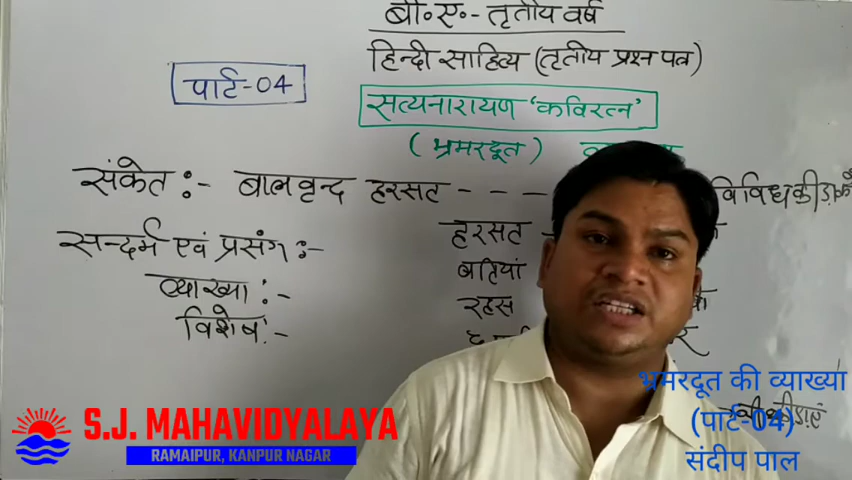 बी॰ए॰- तृतीय वर्ष
हिन्दी साहित्य (तृतीय प्रश्न पत्र)
पार्ट-04
सत्यनारायण 'कविरत्न'
(भ्रमरदूत)
संकेत :- बालवृन्द हरसत - - - -
सन्दर्भ एवं प्रसंग :-
हरसत -
व्याख्या :-
बतियां
विशेष :-
रहस
भ्रमरदूत की व्याख्या
(पार्ट-04)
संदीप पाल
S.J. MAHAVIDYALAYA
RAMAIPUR, KANPUR NAGAR